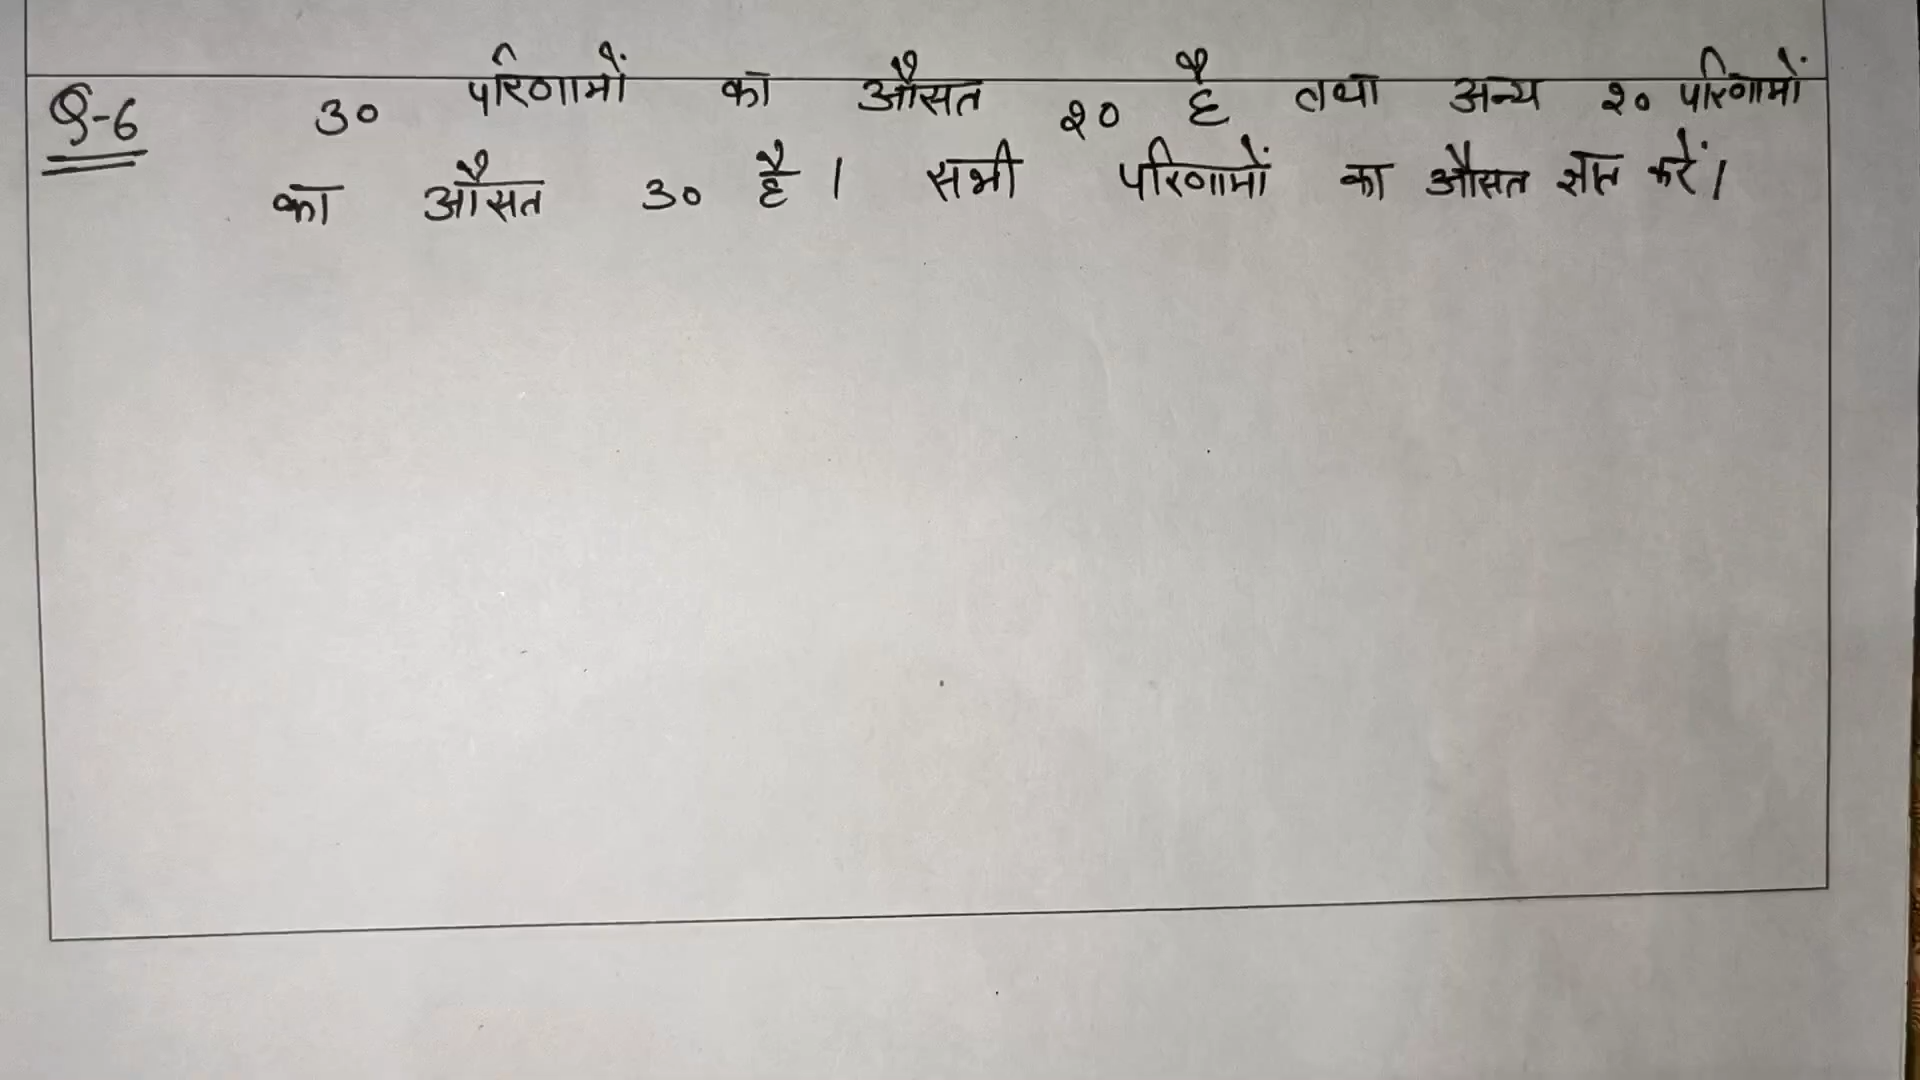 Q-6 30 परिणामों का औसत 20 है तथा अन्य 20 परिणामों
का औसत 30 है । सभी परिणामों का औसत ज्ञात करें।